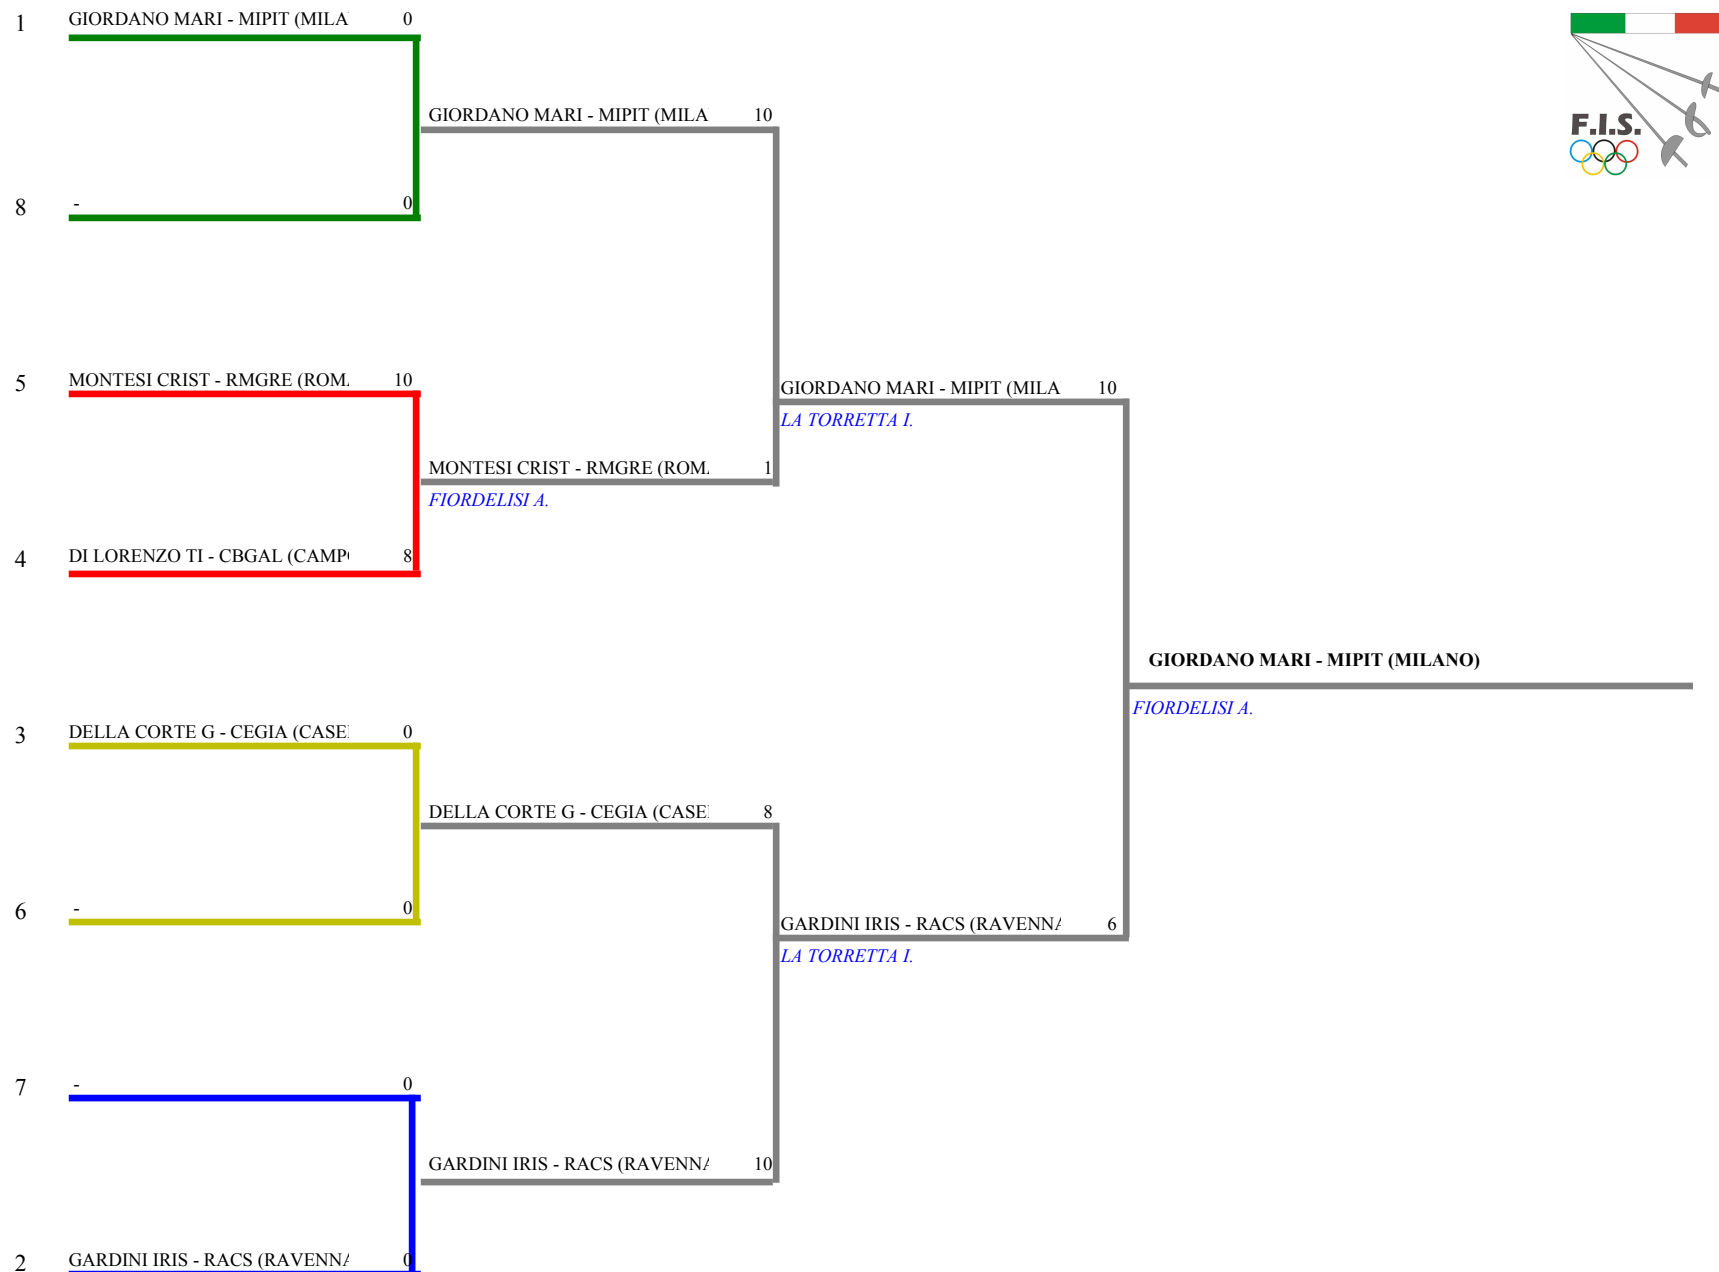 1 GIORDANO MARI - MIPIT (MILA 0
F.I.S.
GIORDANO MARI - MIPIT (MILA 10
8 - 0
5 MONTESI CRIST - RMGRE (ROM. 10
GIORDANO MARI - MIPIT (MILA 10
LA TORRETTA I.
MONTESI CRIST - RMGRE (ROM. 1
FIORDELISI A.
4 DI LORENZO TI - CBGAL (CAMP 8
GIORDANO MARI - MIPIT (MILANO)
FIORDELISI A.
3 DELLA CORTE G - CEGIA (CASE 0
DELLA CORTE G - CEGIA (CASE 8
6 - 0
GARDINI IRIS - RACS (RAVENN 6
LA TORRETTA I.
7 - 0
GARDINI IRIS - RACS (RAVENN 10
2 GARDINI IRIS - RACS (RAVENN 0